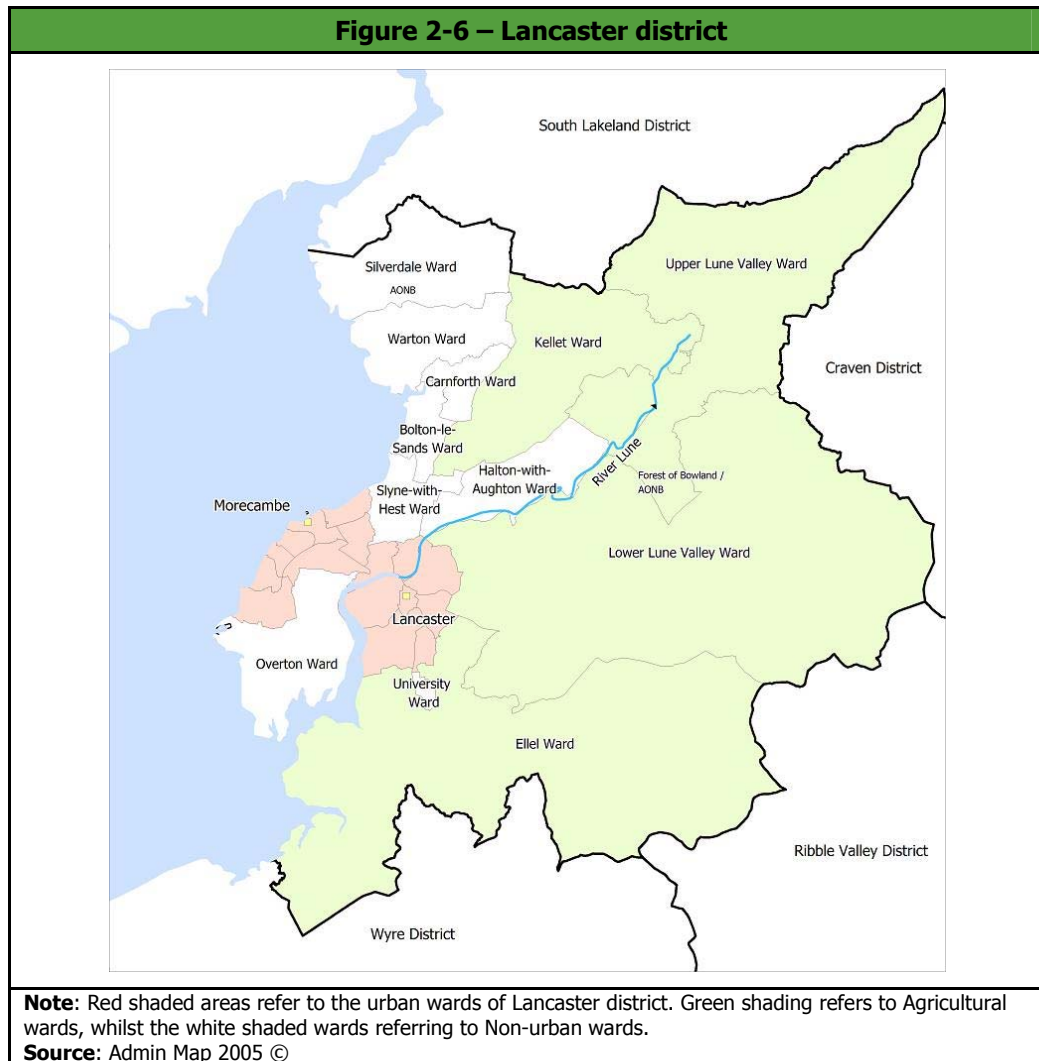 Figure 2-6 – Lancaster district
South Lakeland District
Upper Lune Valley Ward
Silverdale Ward
AONB
Warton Ward
Kellet Ward
Craven District
Carnforth Ward
Bolton-le-
Sands Ward
River Lune
Halton-with-
Aughton Ward
Forest of Bowland /
AONB
Slyne-with-
Hest Ward
Morecambe
Lower Lune Valley Ward
Lancaster
Overton Ward
University
Ward
Ellel Ward
Ribble Valley District
Wyre District
Note: Red shaded areas refer to the urban wards of Lancaster district. Green shading refers to Agricultural
wards, whilst the white shaded wards referring to Non-urban wards.
Source: Admin Map 2005 ©